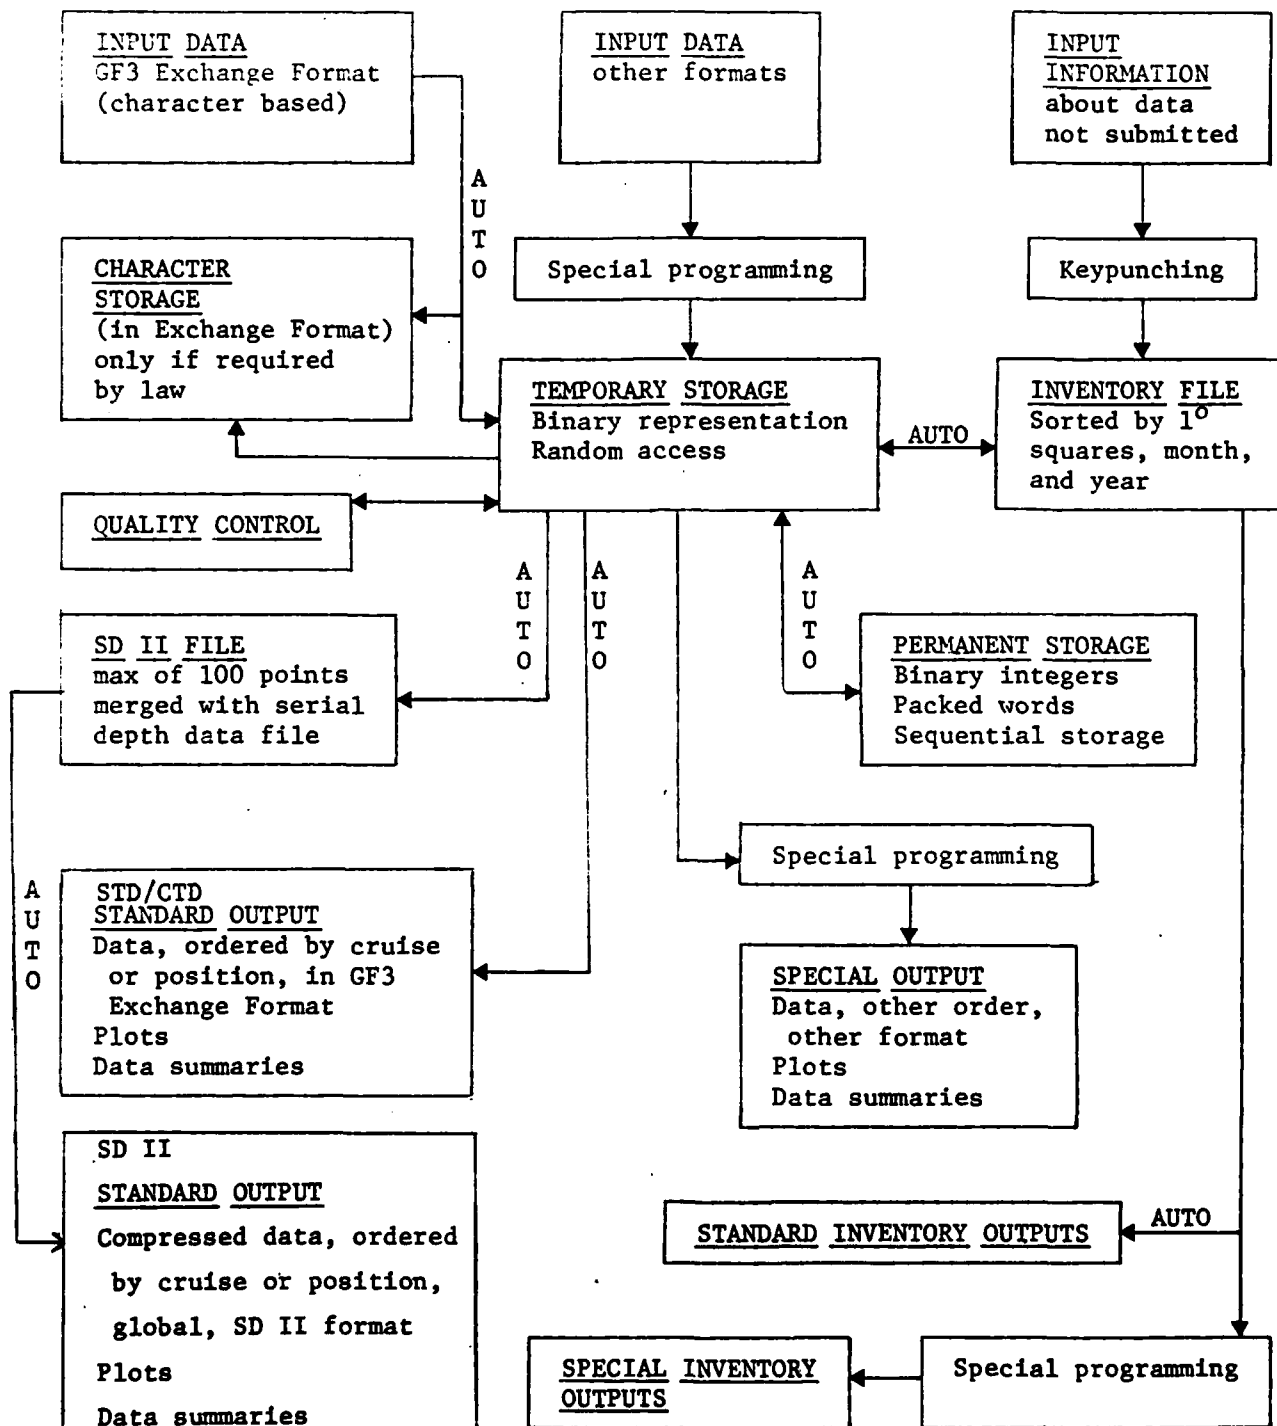 INPUT DATA
GF3 Exchange Format
(character based)
INPUT DATA
other formats
INPUT
INFORMATION
about data
not submitted
AUTO
CHARACTER
STORAGE
(in Exchange Format)
only if required
by law
Special programming
Keypunching
TEMPORARY STORAGE
Binary representation
Random access
AUTO
INVENTORY FILE
Sorted by 1°
squares, month,
and year
QUALITY CONTROL
AUTO
AUTO
AUTO
SD II FILE
max of 100 points
merged with serial
depth data file
PERMANENT STORAGE
Binary integers
Packed words
Sequential storage
Special programming
AUTO
STD/CTD
STANDARD OUTPUT
Data, ordered by cruise
or position, in GF3
Exchange Format
Plots
Data summaries
SPECIAL OUTPUT
Data, other order,
other format
Plots
Data summaries
SD II
STANDARD OUTPUT
Compressed data, ordered
by cruise or position,
global, SD II format
Plots
Data summaries
STANDARD INVENTORY OUTPUTS
AUTO
SPECIAL INVENTORY
OUTPUTS
Special programming